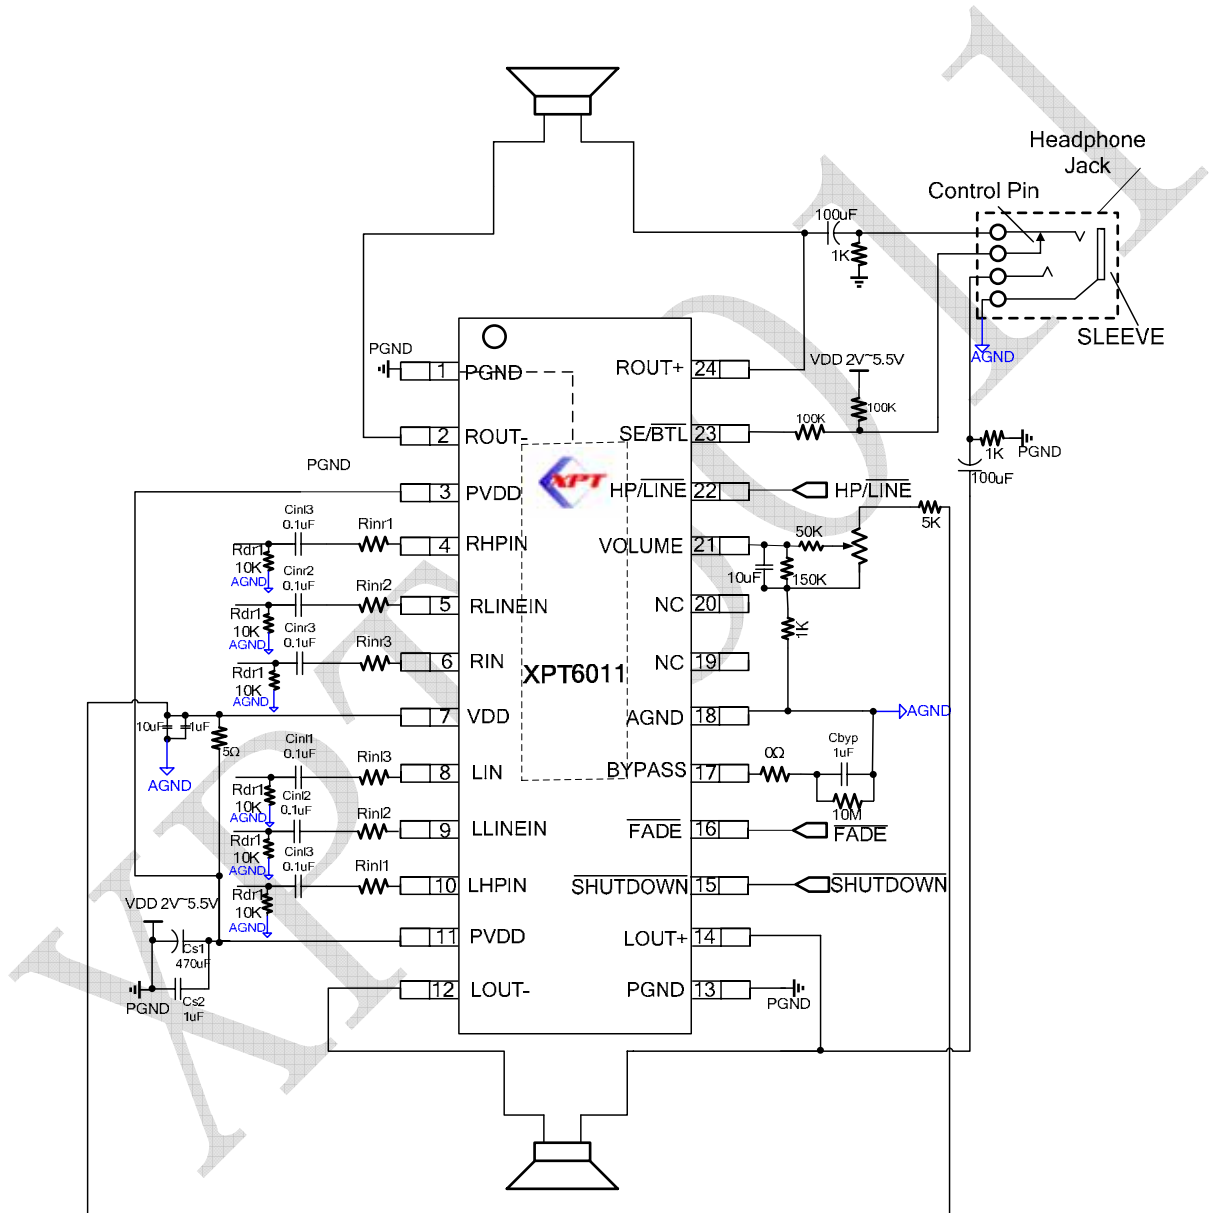 XPT6011
Headphone
Jack
Control Pin
SLEEVE
AGND
100uF
1K
PGND
VDD 2V~5.5V
100K
100K
1K
PGND
100uF
PGND
XPT
XPT6011
1 PGND
2 ROUT-
3 PVDD
4 RHPIN
5 RLINEIN
6 RIN
7 VDD
8 LIN
9 LLINEIN
10 LHPIN
11 PVDD
12 LOUT-
ROUT+ 24
SE/BTL 23
HP/LINE 22
VOLUME 21
NC 20
NC 19
AGND 18
BYPASS 17
FADE 16
SHUTDOWN 15
LOUT+ 14
PGND 13
HP/LINE
5K
50K
10uF
150K
1K
AGND
0Ω
Cbyp
1uF
10M
FADE
SHUTDOWN
PGND
Cinl3
0.1uF
Rinr1
Rdr1
10K
AGND
Cinr2
0.1uF
Rinr2
Rdr1
10K
AGND
Cinr3
0.1uF
Rinr3
Rdr1
10K
AGND
10uF
1uF
5Ω
AGND
Cinl1
0.1uF
Rinl3
Rdr1
10K
AGND
Cinl2
0.1uF
Rinl2
Rdr1
10K
AGND
Cinl3
0.1uF
Rinl1
Rdr1
10K
AGND
VDD 2V~5.5V
Cs1
470uF
PGND
Cs2
1uF